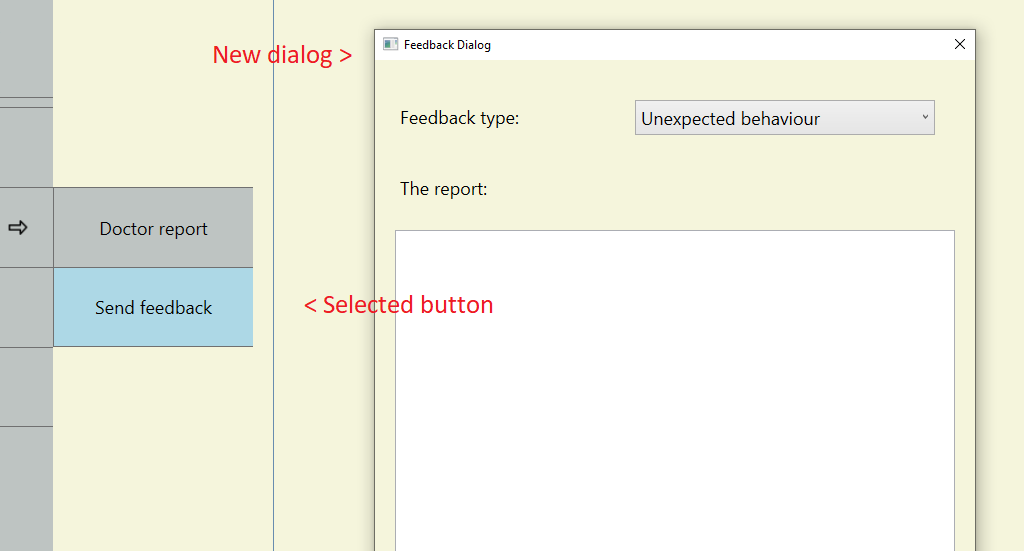 New dialog >
Feedback Dialog
Feedback type:
Unexpected behaviour
The report:
Doctor report
Send feedback
< Selected button